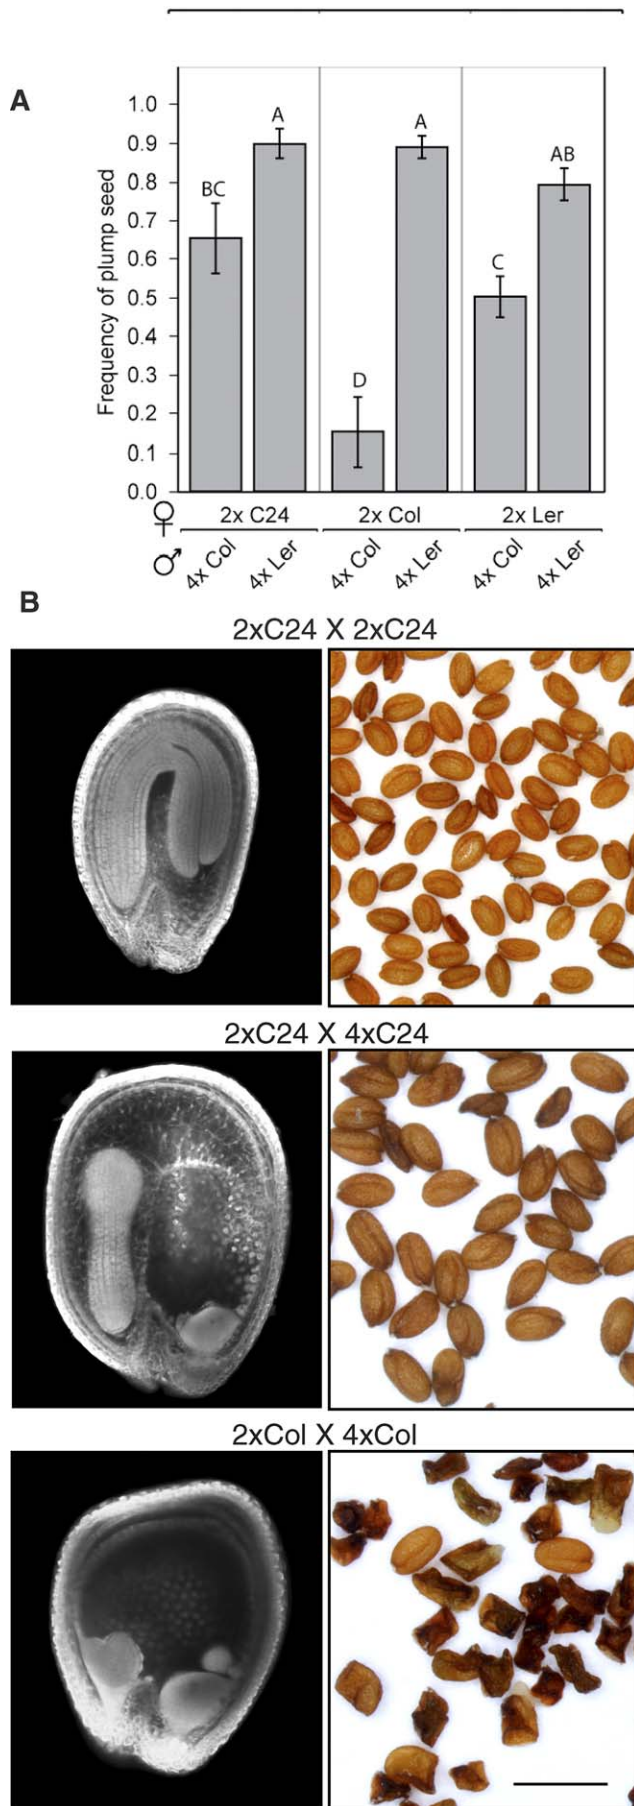 A
Frequency of plump seed
1.0
0.9
0.8
0.7
0.6
0.5
0.4
0.3
0.2
0.1
0.0
BC
A
D
A
C
AB
♀ 2x C24 2x Col 2x Ler
♂ 4x Col 4x Ler 4x Col 4x Ler 4x Col 4x Ler
B
2xC24 X 2xC24
2xC24 X 4xC24
2xCol X 4xCol